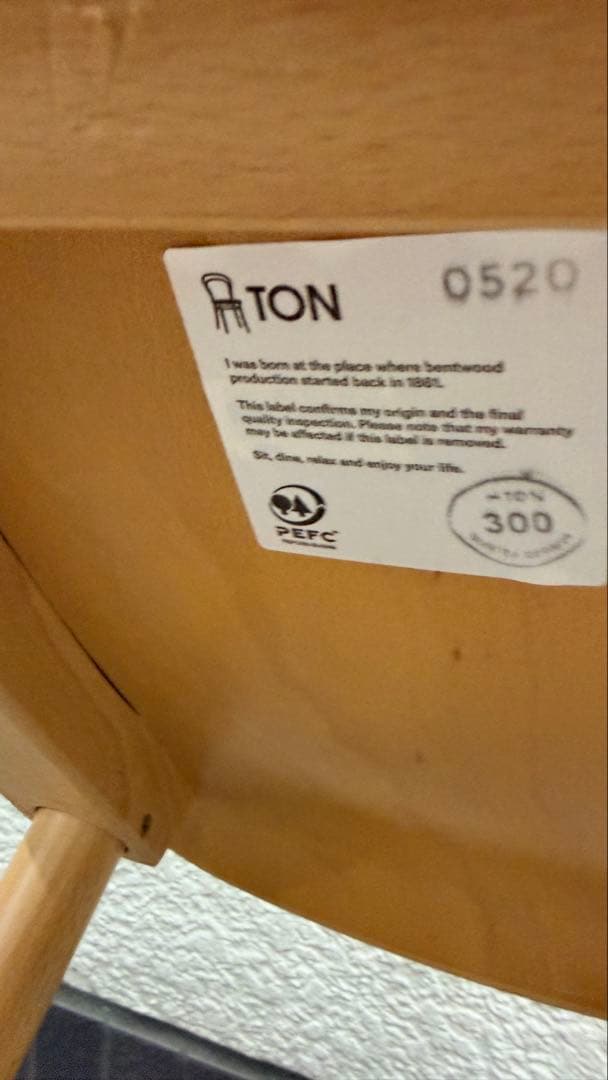 TON
0520
I was born at the place where bentwood
production started back in 1861.
This label confirms my origin and the final
quality inspection. Please note that my warranty
may be affected if this label is removed.
Sit, dine, relax and enjoy your life.
PEFC
TON
300